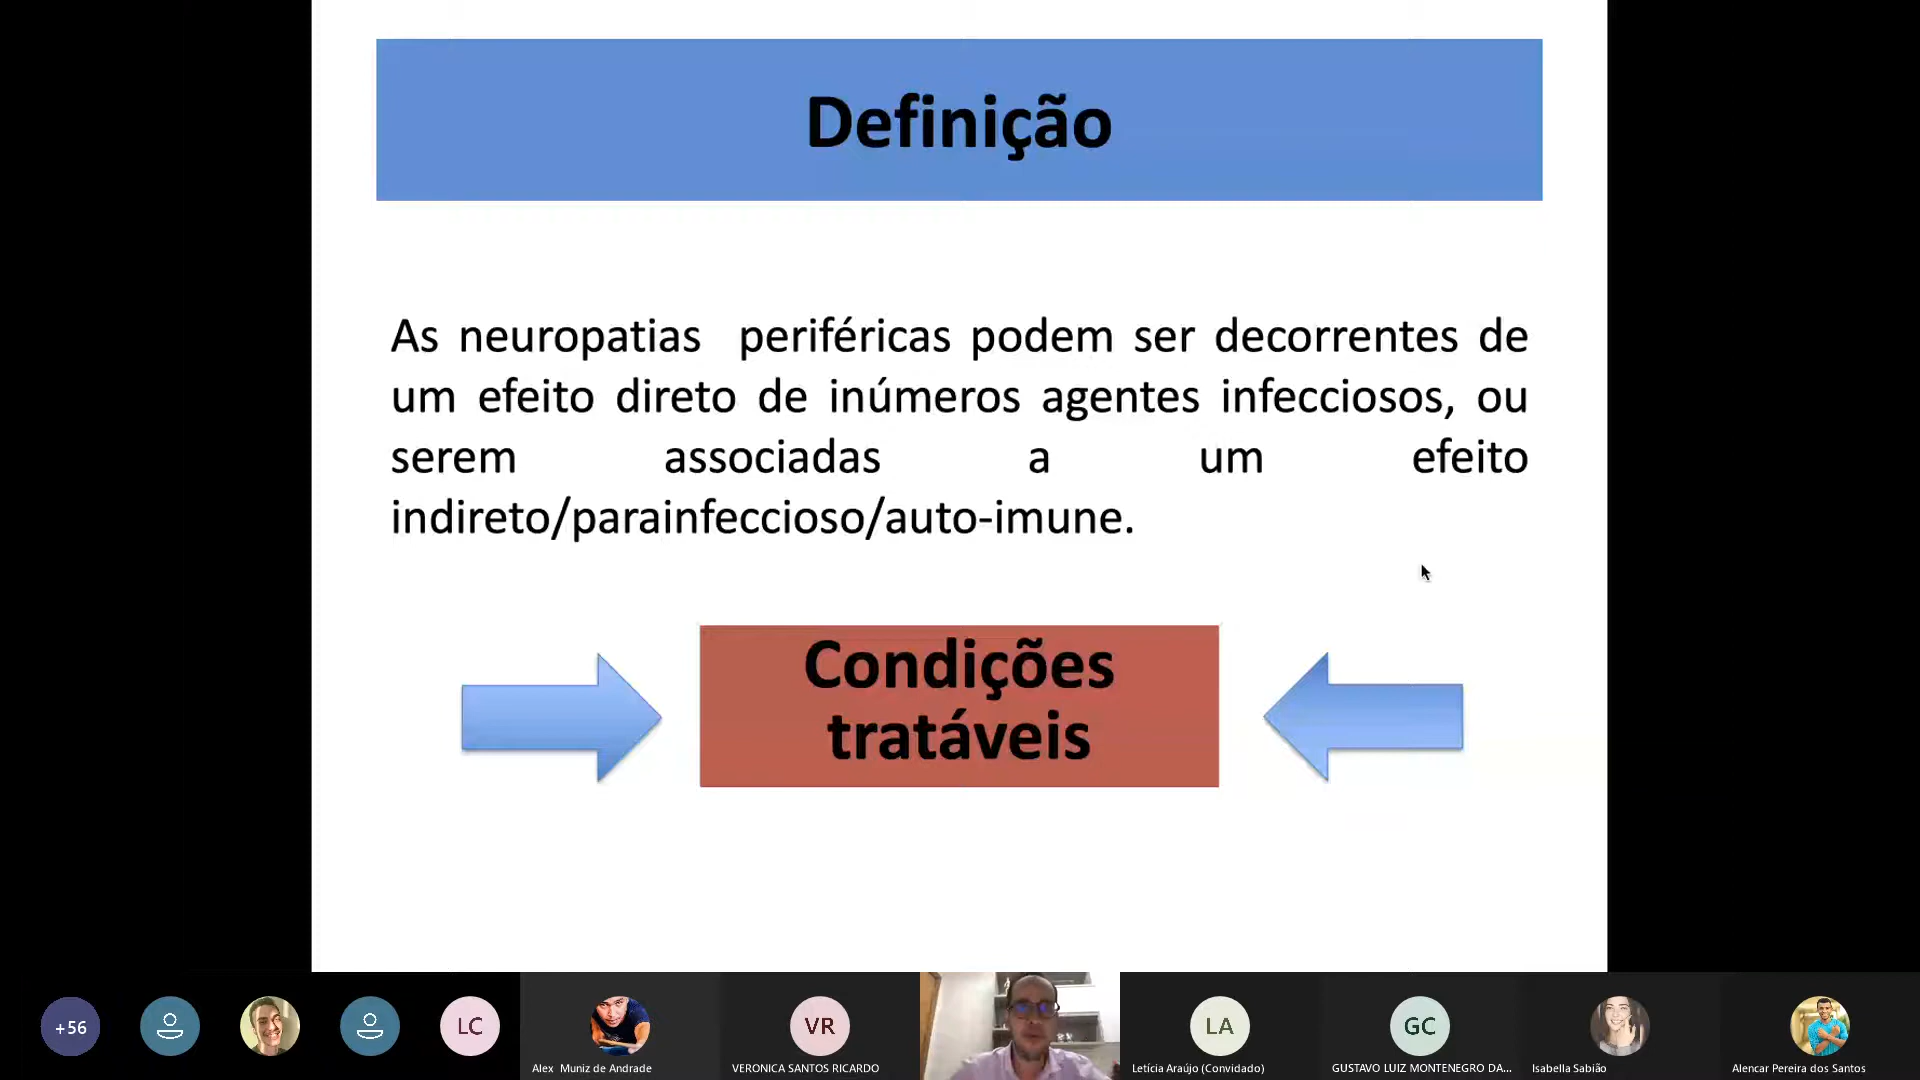 Definição
As neuropatias periféricas podem ser decorrentes de
um efeito direto de inúmeros agentes infecciosos, ou
serem associadas a um efeito
indireto/parainfeccioso/auto-imune.
Condições
tratáveis
+56
LC
VR
LA
GC
Alex Muniz de Andrade
VERONICA SANTOS RICARDO
Letícia Araújo (Convidado)
GUSTAVO LUIZ MONTENEGRO DA...
Isabella Sabião
Alencar Pereira dos Santos